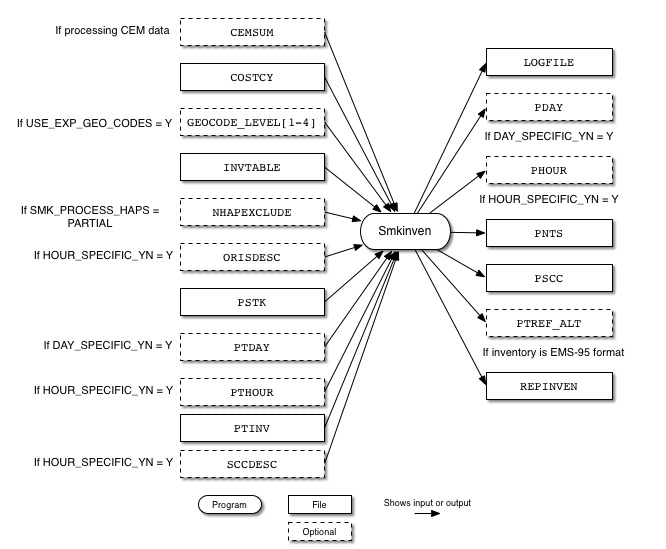 If processing CEM data
CEMSUM
COSTCY
If USE_EXP_GEO_CODES = Y
GEOCODE_LEVEL[1-4]
INVTABLE
If SMK_PROCESS_HAPS =
PARTIAL
NHAPEXCLUDE
If HOUR_SPECIFIC_YN = Y
ORISDESC
PSTK
If DAY_SPECIFIC_YN = Y
PTDAY
If HOUR_SPECIFIC_YN = Y
PTHOUR
PTINV
If HOUR_SPECIFIC_YN = Y
SCCDESC
Smkinven
LOGFILE
PDAY
If DAY_SPECIFIC_YN = Y
PHOUR
If HOUR_SPECIFIC_YN = Y
PNTS
PSCC
PTREF_ALT
If inventory is EMS-95 format
REPINVEN
Program
File
Shows input or output
Optional